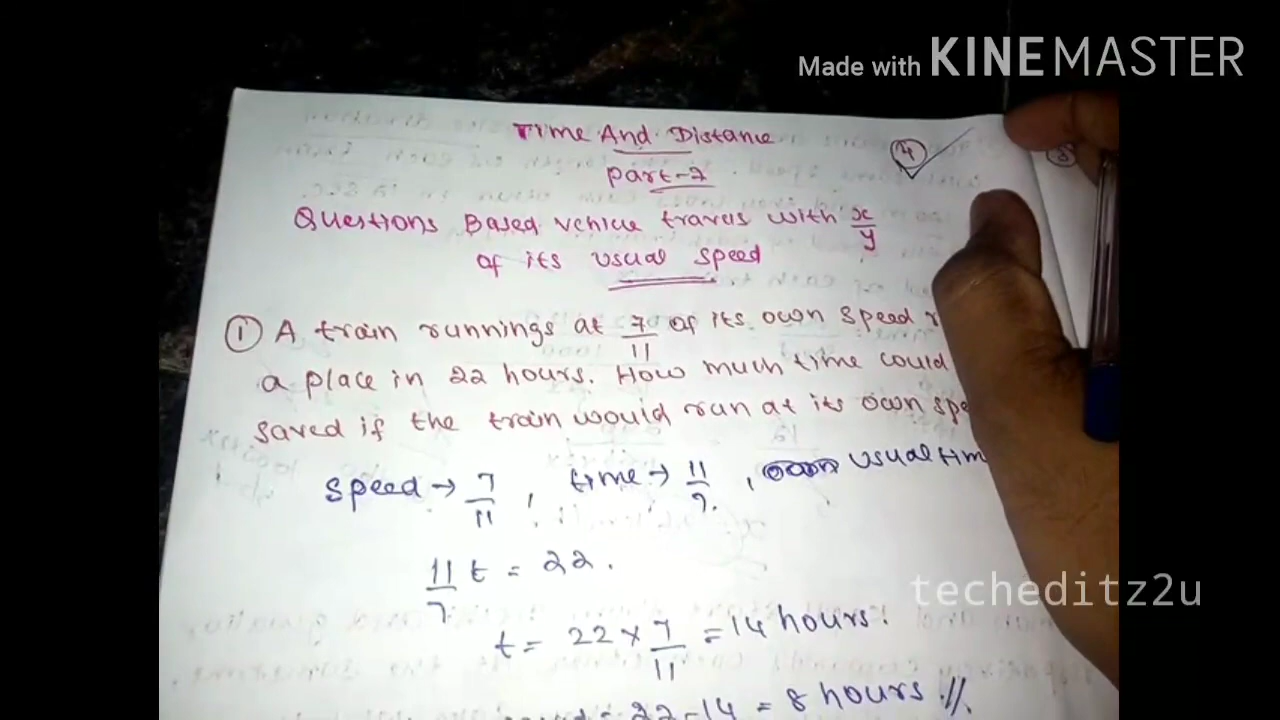 Made with KINEMASTER
Time And Distance
4
Part-7
Questions Based vehicle travels with x/y
of its usual speed
① A train runnings at 7/11 of its own speed
a place in 22 hours. How much time could
saved if the train would run at its own spe
speed → 7/11, time → 11/7, usual tim
11/7 t = 22.
techeditz2u
t = 22 x 7/11 = 14 hours.
= 22-14 = 8 hours //.